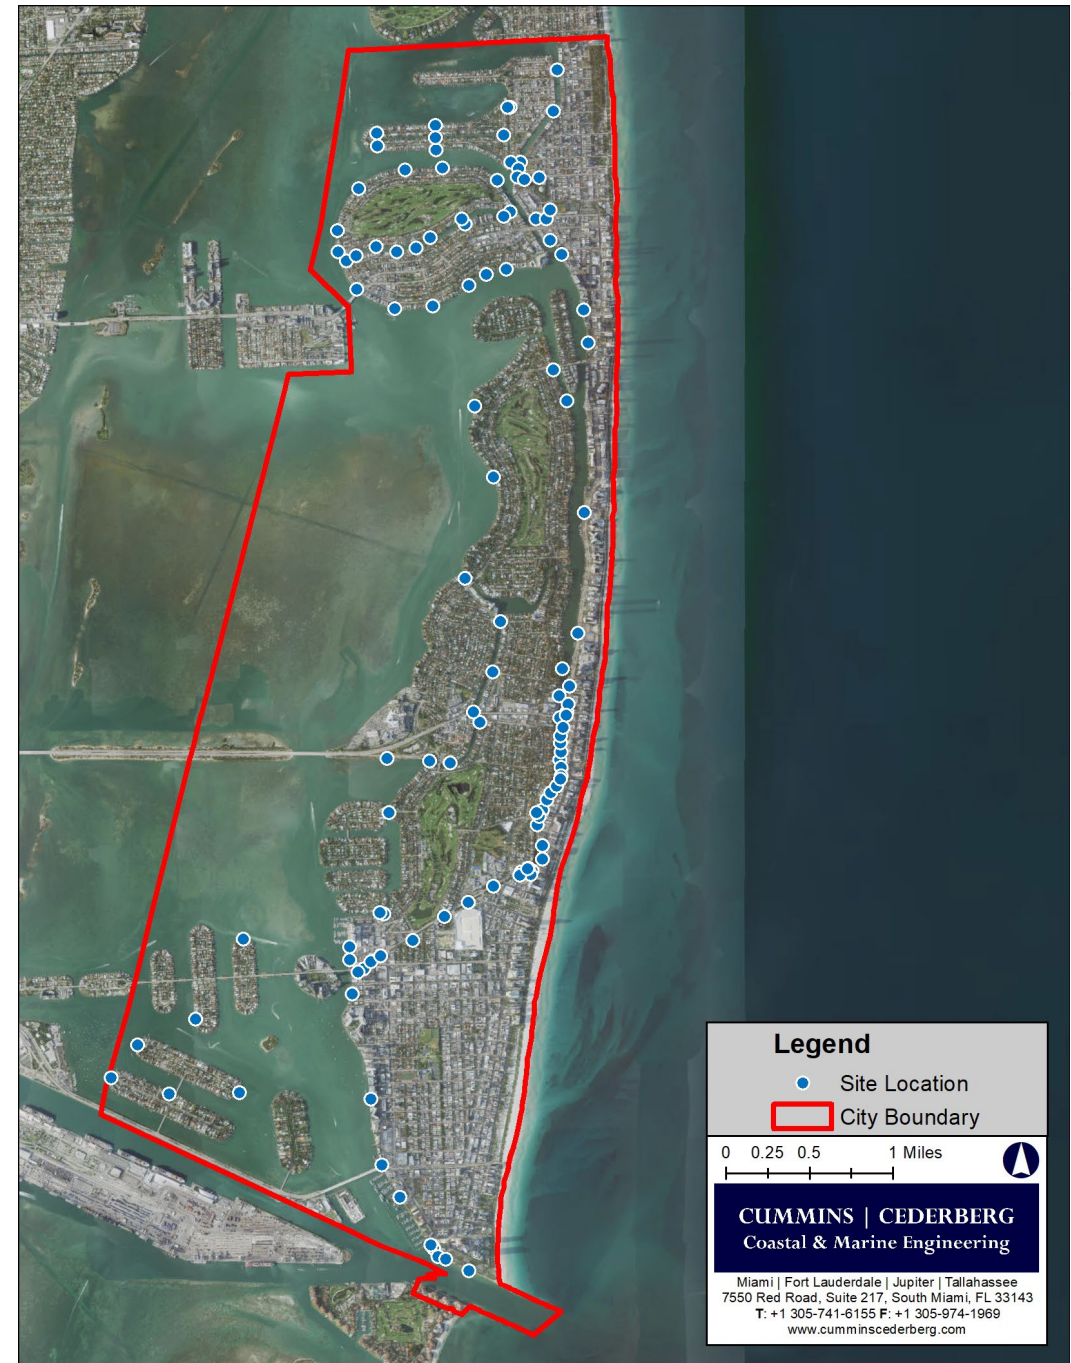 Legend
Site Location
City Boundary
0 0.25 0.5 1 Miles
CUMMINS | CEDERBERG
Coastal & Marine Engineering
Miami | Fort Lauderdale | Jupiter | Tallahassee
7550 Red Road, Suite 217, South Miami, FL 33143
T: +1 305-741-6155 F: +1 305-974-1969
www.cumminscederberg.com